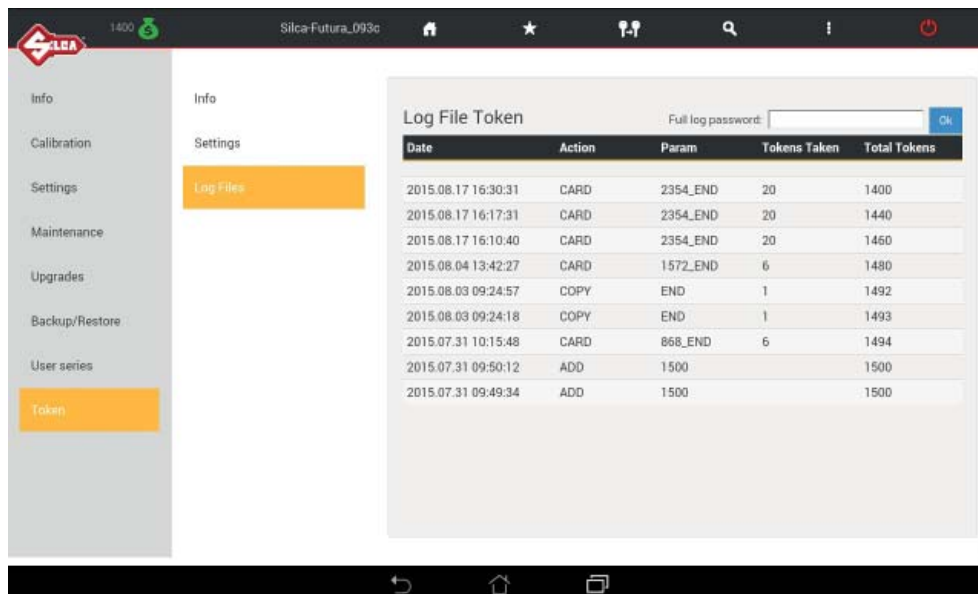 SILCA
1400
Silca-Futura_093c
Info
Calibration
Settings
Maintenance
Upgrades
Backup/Restore
User series
Token
Info
Settings
Log Files
Log File Token
Full log password:
Ok
Date Action Param Tokens Taken Total Tokens
2015.08.17 16:30:31 CARD 2354_END 20 1400
2015.08.17 16:17:31 CARD 2354_END 20 1440
2015.08.17 16:10:40 CARD 2354_END 20 1460
2015.08.04 13:42:27 CARD 1572_END 6 1480
2015.08.03 09:24:57 COPY END 1 1492
2015.08.03 09:24:18 COPY END 1 1493
2015.07.31 10:15:48 CARD 868_END 6 1494
2015.07.31 09:50:12 ADD 1500 1500
2015.07.31 09:49:34 ADD 1500 1500